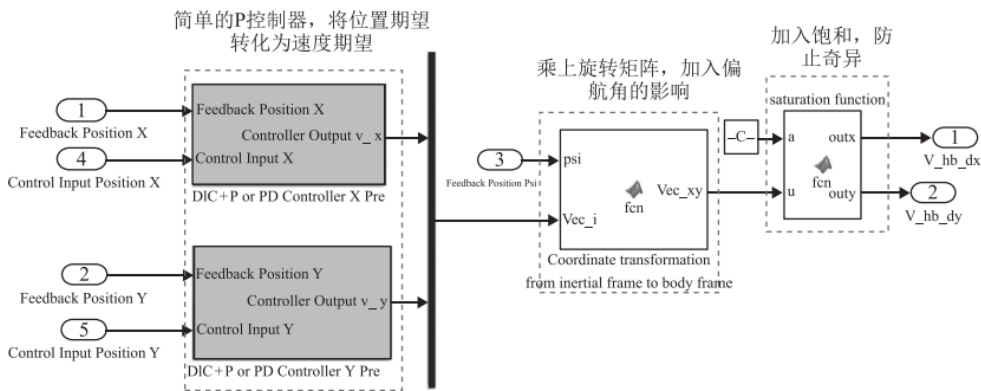 简单的P控制器，将位置期望
转化为速度期望
1
Feedback Position X
4
Control Input Position X
Feedback Position X
Controller Output v_ x
Control Input X
DIC+P or PD Controller X Pre
2
Feedback Position Y
5
Control Input Position Y
Feedback Position Y
Controller Output v_ y
Control Input Y
DIC+P or PD Controller Y Pre
乘上旋转矩阵，加入偏
航角的影响
3
Feedback Position Psi
psi
Vec_i
Vec_xy
fcn
Coordinate transformation
from inertial frame to body frame
加入饱和，防
止奇异
saturation function
–C–
a
u
outx
fcn
outy
1
V_hb_dx
2
V_hb_dy